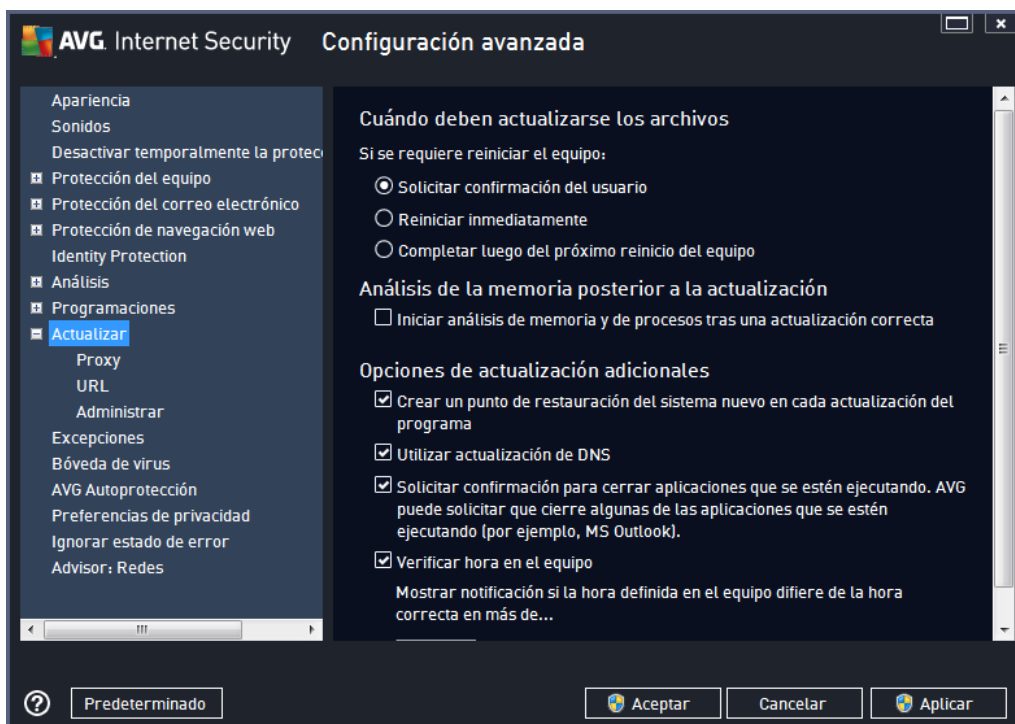 AVG. Internet Security Configuración avanzada
Apariencia
Sonidos
Desactivar temporalmente la protec
Protección del equipo
Protección del correo electrónico
Protección de navegación web
Identity Protection
Análisis
Programaciones
Actualizar
Proxy
URL
Administrar
Excepciones
Bóveda de virus
AVG Autoprotección
Preferencias de privacidad
Ignorar estado de error
Advisor: Redes
Cuándo deben actualizarse los archivos
Si se requiere reiniciar el equipo:
Solicitar confirmación del usuario
Reiniciar inmediatamente
Completar luego del próximo reinicio del equipo
Análisis de la memoria posterior a la actualización
Iniciar análisis de memoria y de procesos tras una actualización correcta
Opciones de actualización adicionales
Crear un punto de restauración del sistema nuevo en cada actualización del
programa
Utilizar actualización de DNS
Solicitar confirmación para cerrar aplicaciones que se estén ejecutando. AVG
puede solicitar que cierre algunas de las aplicaciones que se estén
ejecutando (por ejemplo, MS Outlook).
Verificar hora en el equipo
Mostrar notificación si la hora definida en el equipo difiere de la hora
correcta en más de...
? Predeterminado Aceptar Cancelar Aplicar